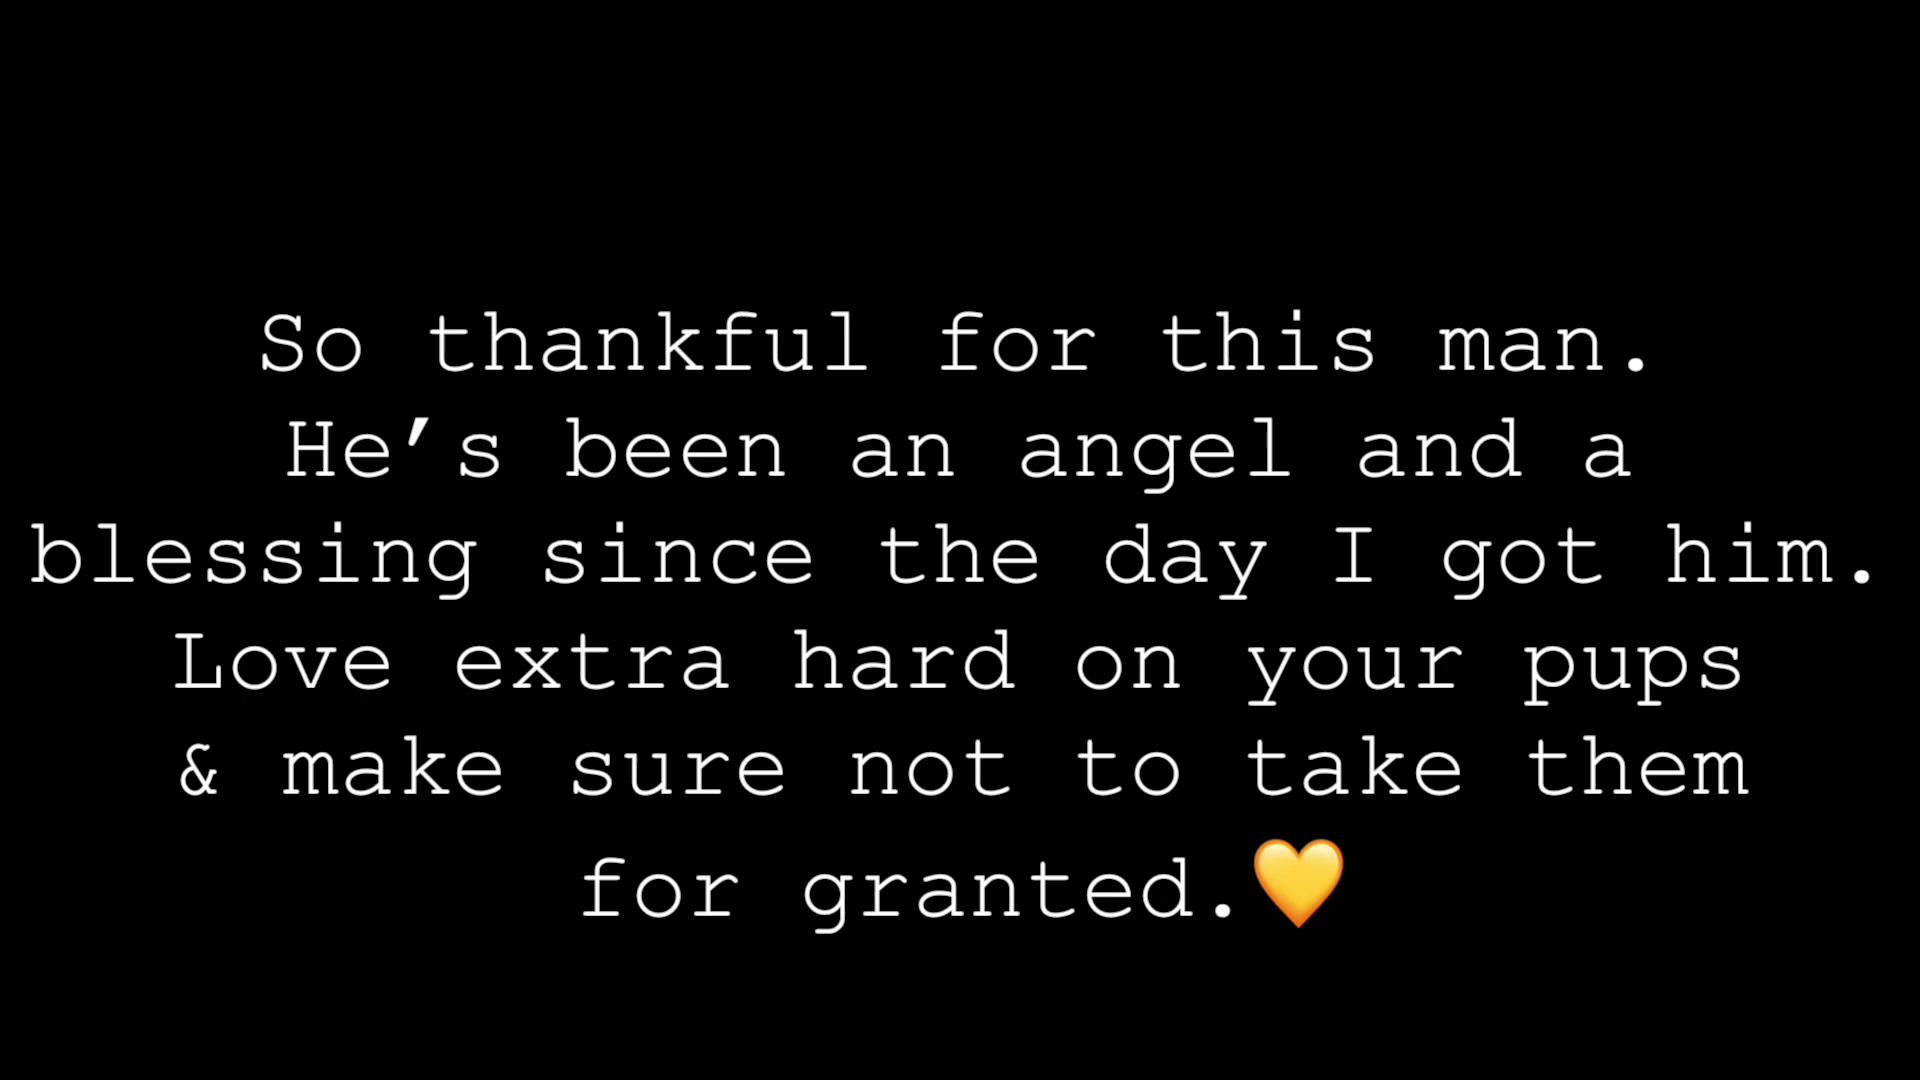 So thankful for this man.
He’s been an angel and a
blessing since the day I got him.
Love extra hard on your pups
& make sure not to take them
for granted.💛